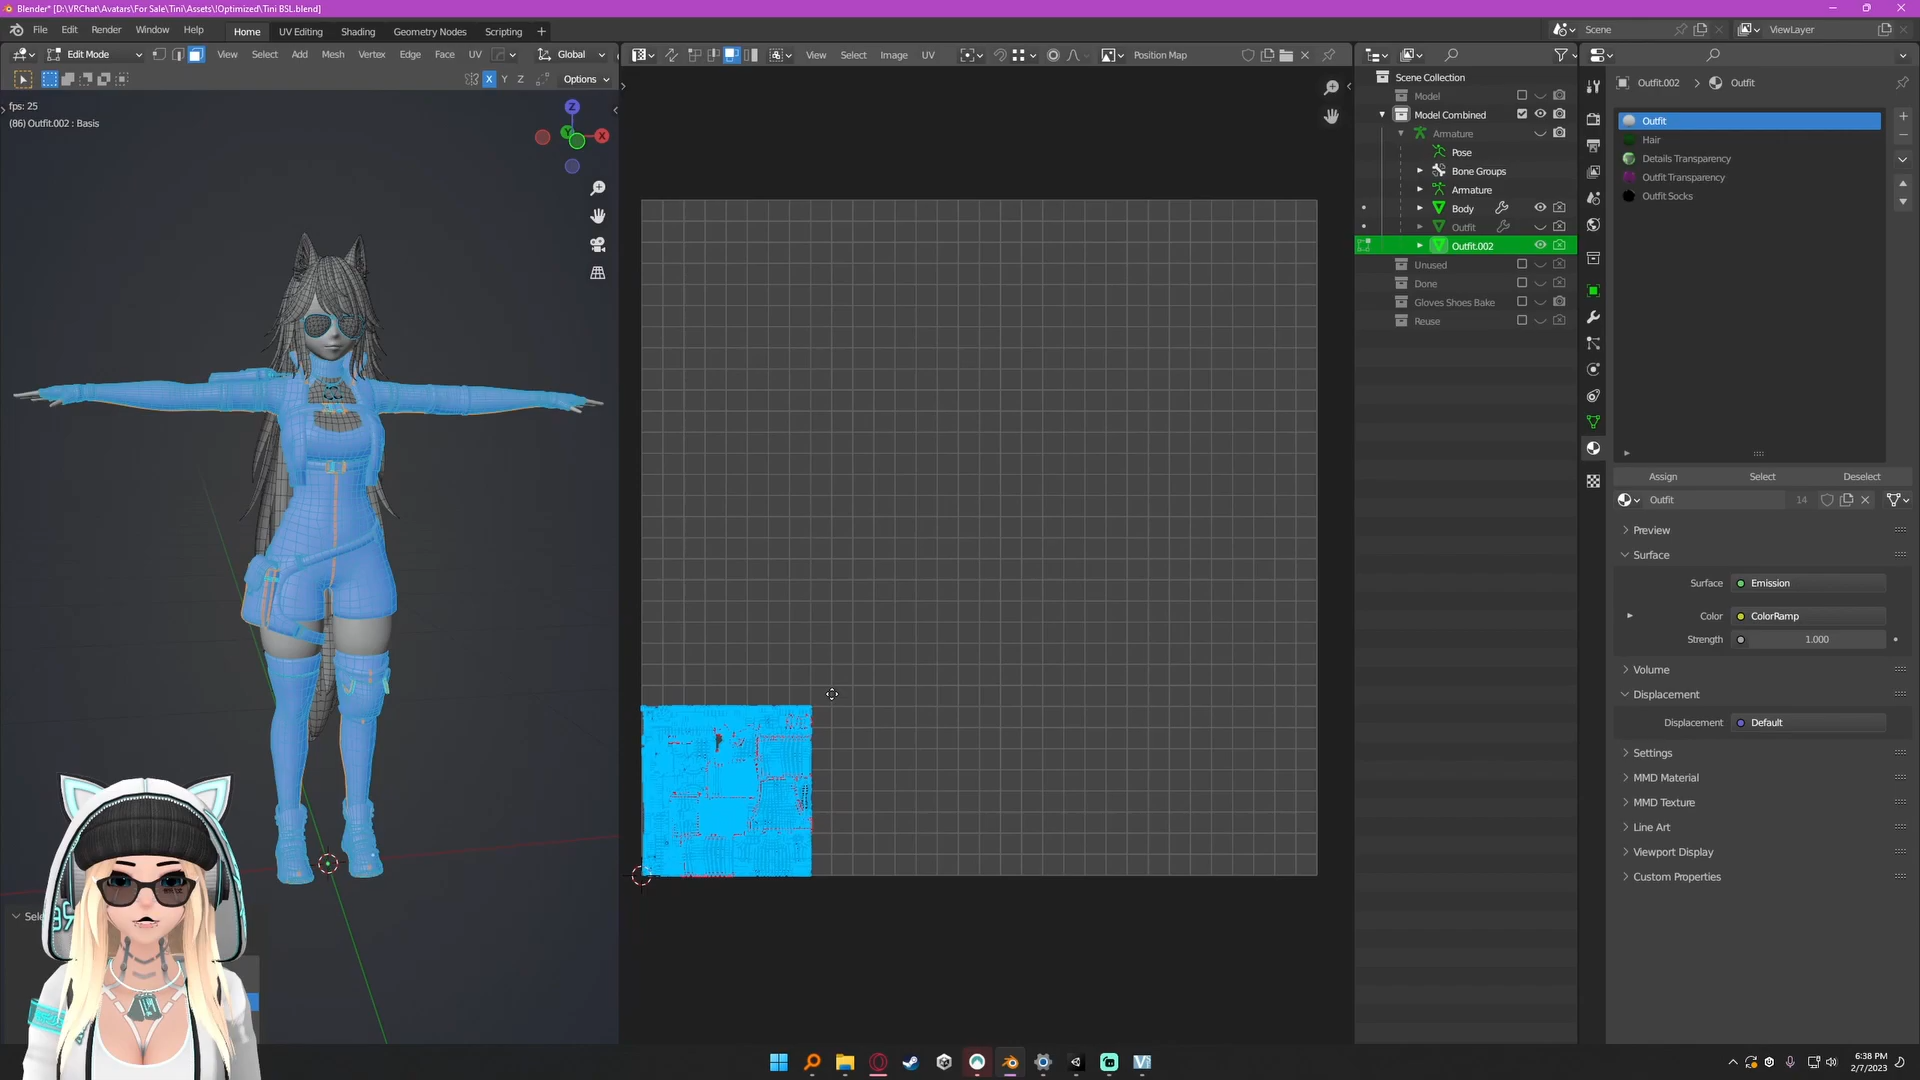 Blender* [D:\VRChat\Avatars\For Sale\Tini\Assets\!Optimized\Tini BSL.blend]
File Edit Render Window Help Home UV Editing Shading Geometry Nodes Scripting + Scene ViewLayer
Edit Mode View Select Add Mesh Vertex Edge Face UV Global View Select Image UV Position Map
X Y Z Options
fps: 25
(86) Outfit.002 : Basis
Z
Y
X
Scene Collection
Model
Model Combined
Armature
Pose
Bone Groups
Armature
Body
Outfit
Outfit.002
Unused
Done
Gloves Shoes Bake
Reuse
Outfit.002 > Outfit
Outfit
Hair
Details Transparency
Outfit Transparency
Outfit Socks
Assign Select Deselect
Outfit 14
Preview
Surface
Surface Emission
Color ColorRamp
Strength 1.000
Volume
Displacement
Displacement Default
Settings
MMD Material
MMD Texture
Line Art
Viewport Display
Custom Properties
6:38 PM
2/7/2023